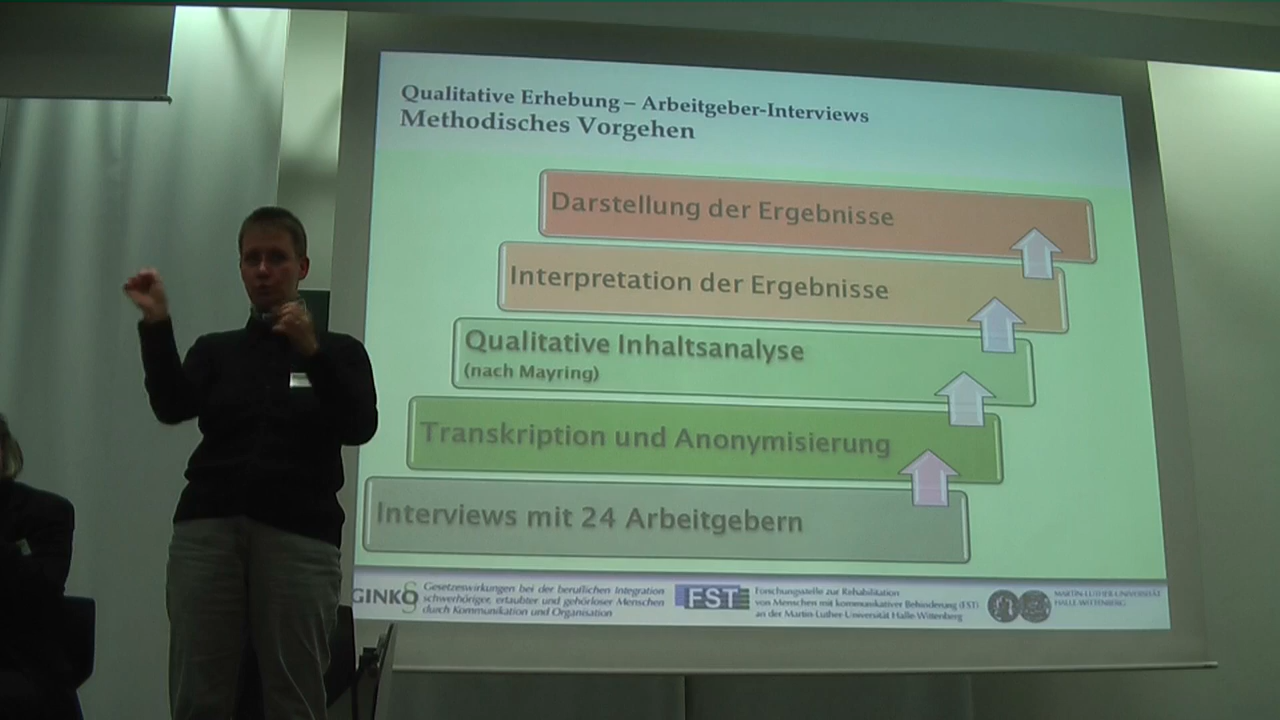 Qualitative Erhebung – Arbeitgeber-Interviews
Methodisches Vorgehen
Darstellung der Ergebnisse
Interpretation der Ergebnisse
Qualitative Inhaltsanalyse
(nach Mayring)
Transkription und Anonymisierung
Interviews mit 24 Arbeitgebern
GINKO §
Gesetzeswirkungen bei der beruflichen Integration
schwerhöriger, ertaubter und gehörloser Menschen
durch Kommunikation und Organisation
FST
Forschungsstelle zur Rehabilitation
von Menschen mit kommunikativer Behinderung (FST)
an der Martin-Luther-Universität Halle-Wittenberg
MARTIN-LUTHER-UNIVERSITÄT
HALLE-WITTENBERG